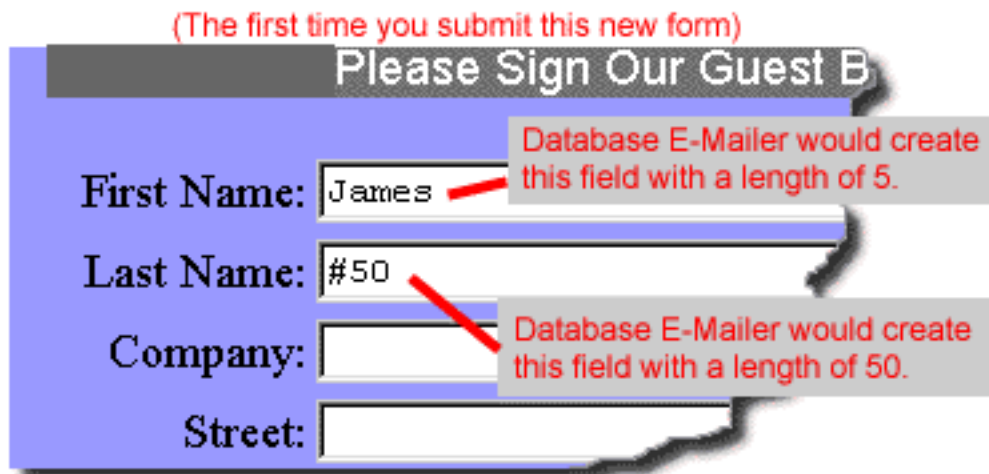 (The first time you submit this new form)
Please Sign Our Guest B
Database E-Mailer would create
this field with a length of 5.
First Name: James
Last Name: #50
Database E-Mailer would create
this field with a length of 50.
Company:
Street: